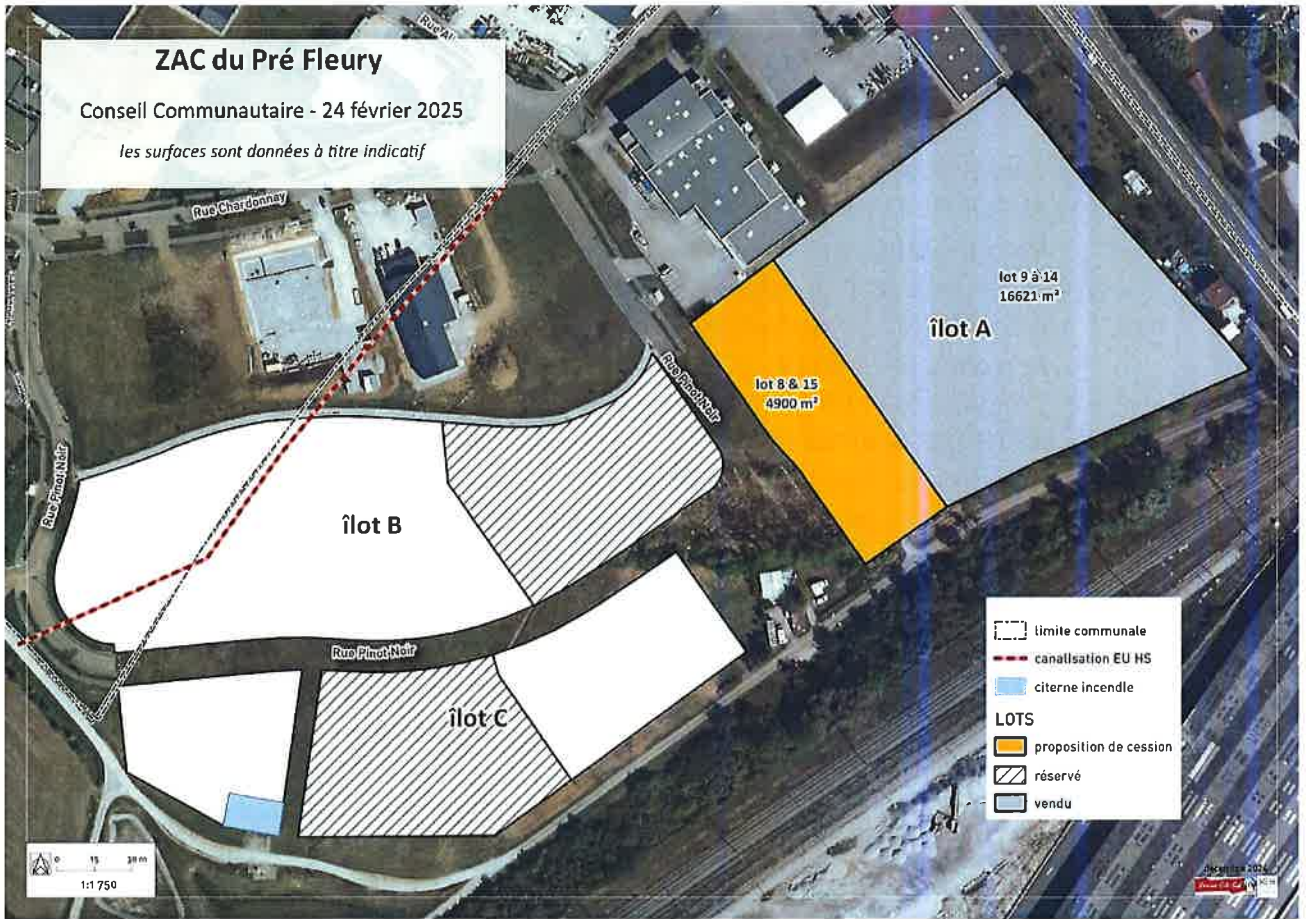 ZAC du Pré Fleury
Conseil Communautaire - 24 février 2025
les surfaces sont données à titre indicatif
Rue Chardonnay
lot 9 à 14
16621 m²
îlot A
lot 8 & 15
4900 m²
Rue Pinot Noir
Rue Pinot Noir
îlot B
Rue Pinot Noir
îlot C
limite communale
canalisation EU HS
citerne incendie
LOTS
proposition de cession
réservé
vendu
0 15 30 m
1:1 750
décembre 2024